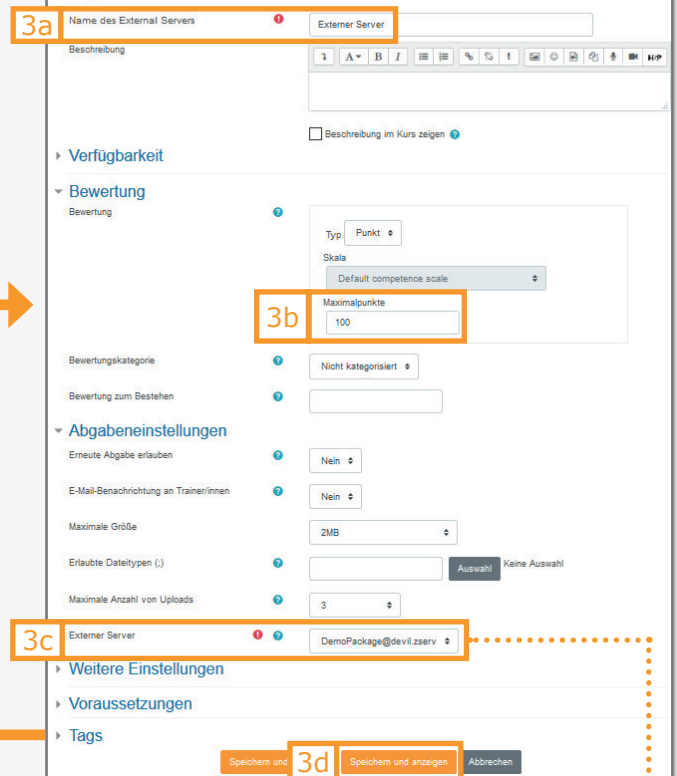 3a Name des External Servers Externer Server
Beschreibung
A B I H5P
Beschreibung im Kurs zeigen
Verfügbarkeit
Bewertung
Bewertung
Typ Punkt
Skala
Default competence scale
3b Maximalpunkte
100
Bewertungskategorie Nicht kategorisiert
Bewertung zum Bestehen
Abgabeneinstellungen
Erneute Abgabe erlauben Nein
E-Mail-Benachrichtung an Trainer/innen Nein
Maximale Größe 2MB
Erlaubte Dateitypen (;) Auswahl Keine Auswahl
Maximale Anzahl von Uploads 3
3c Externer Server DemoPackage@devil.zserv
Weitere Einstellungen
Voraussetzungen
Tags
Speichern und 3d Speichern und anzeigen Abbrechen